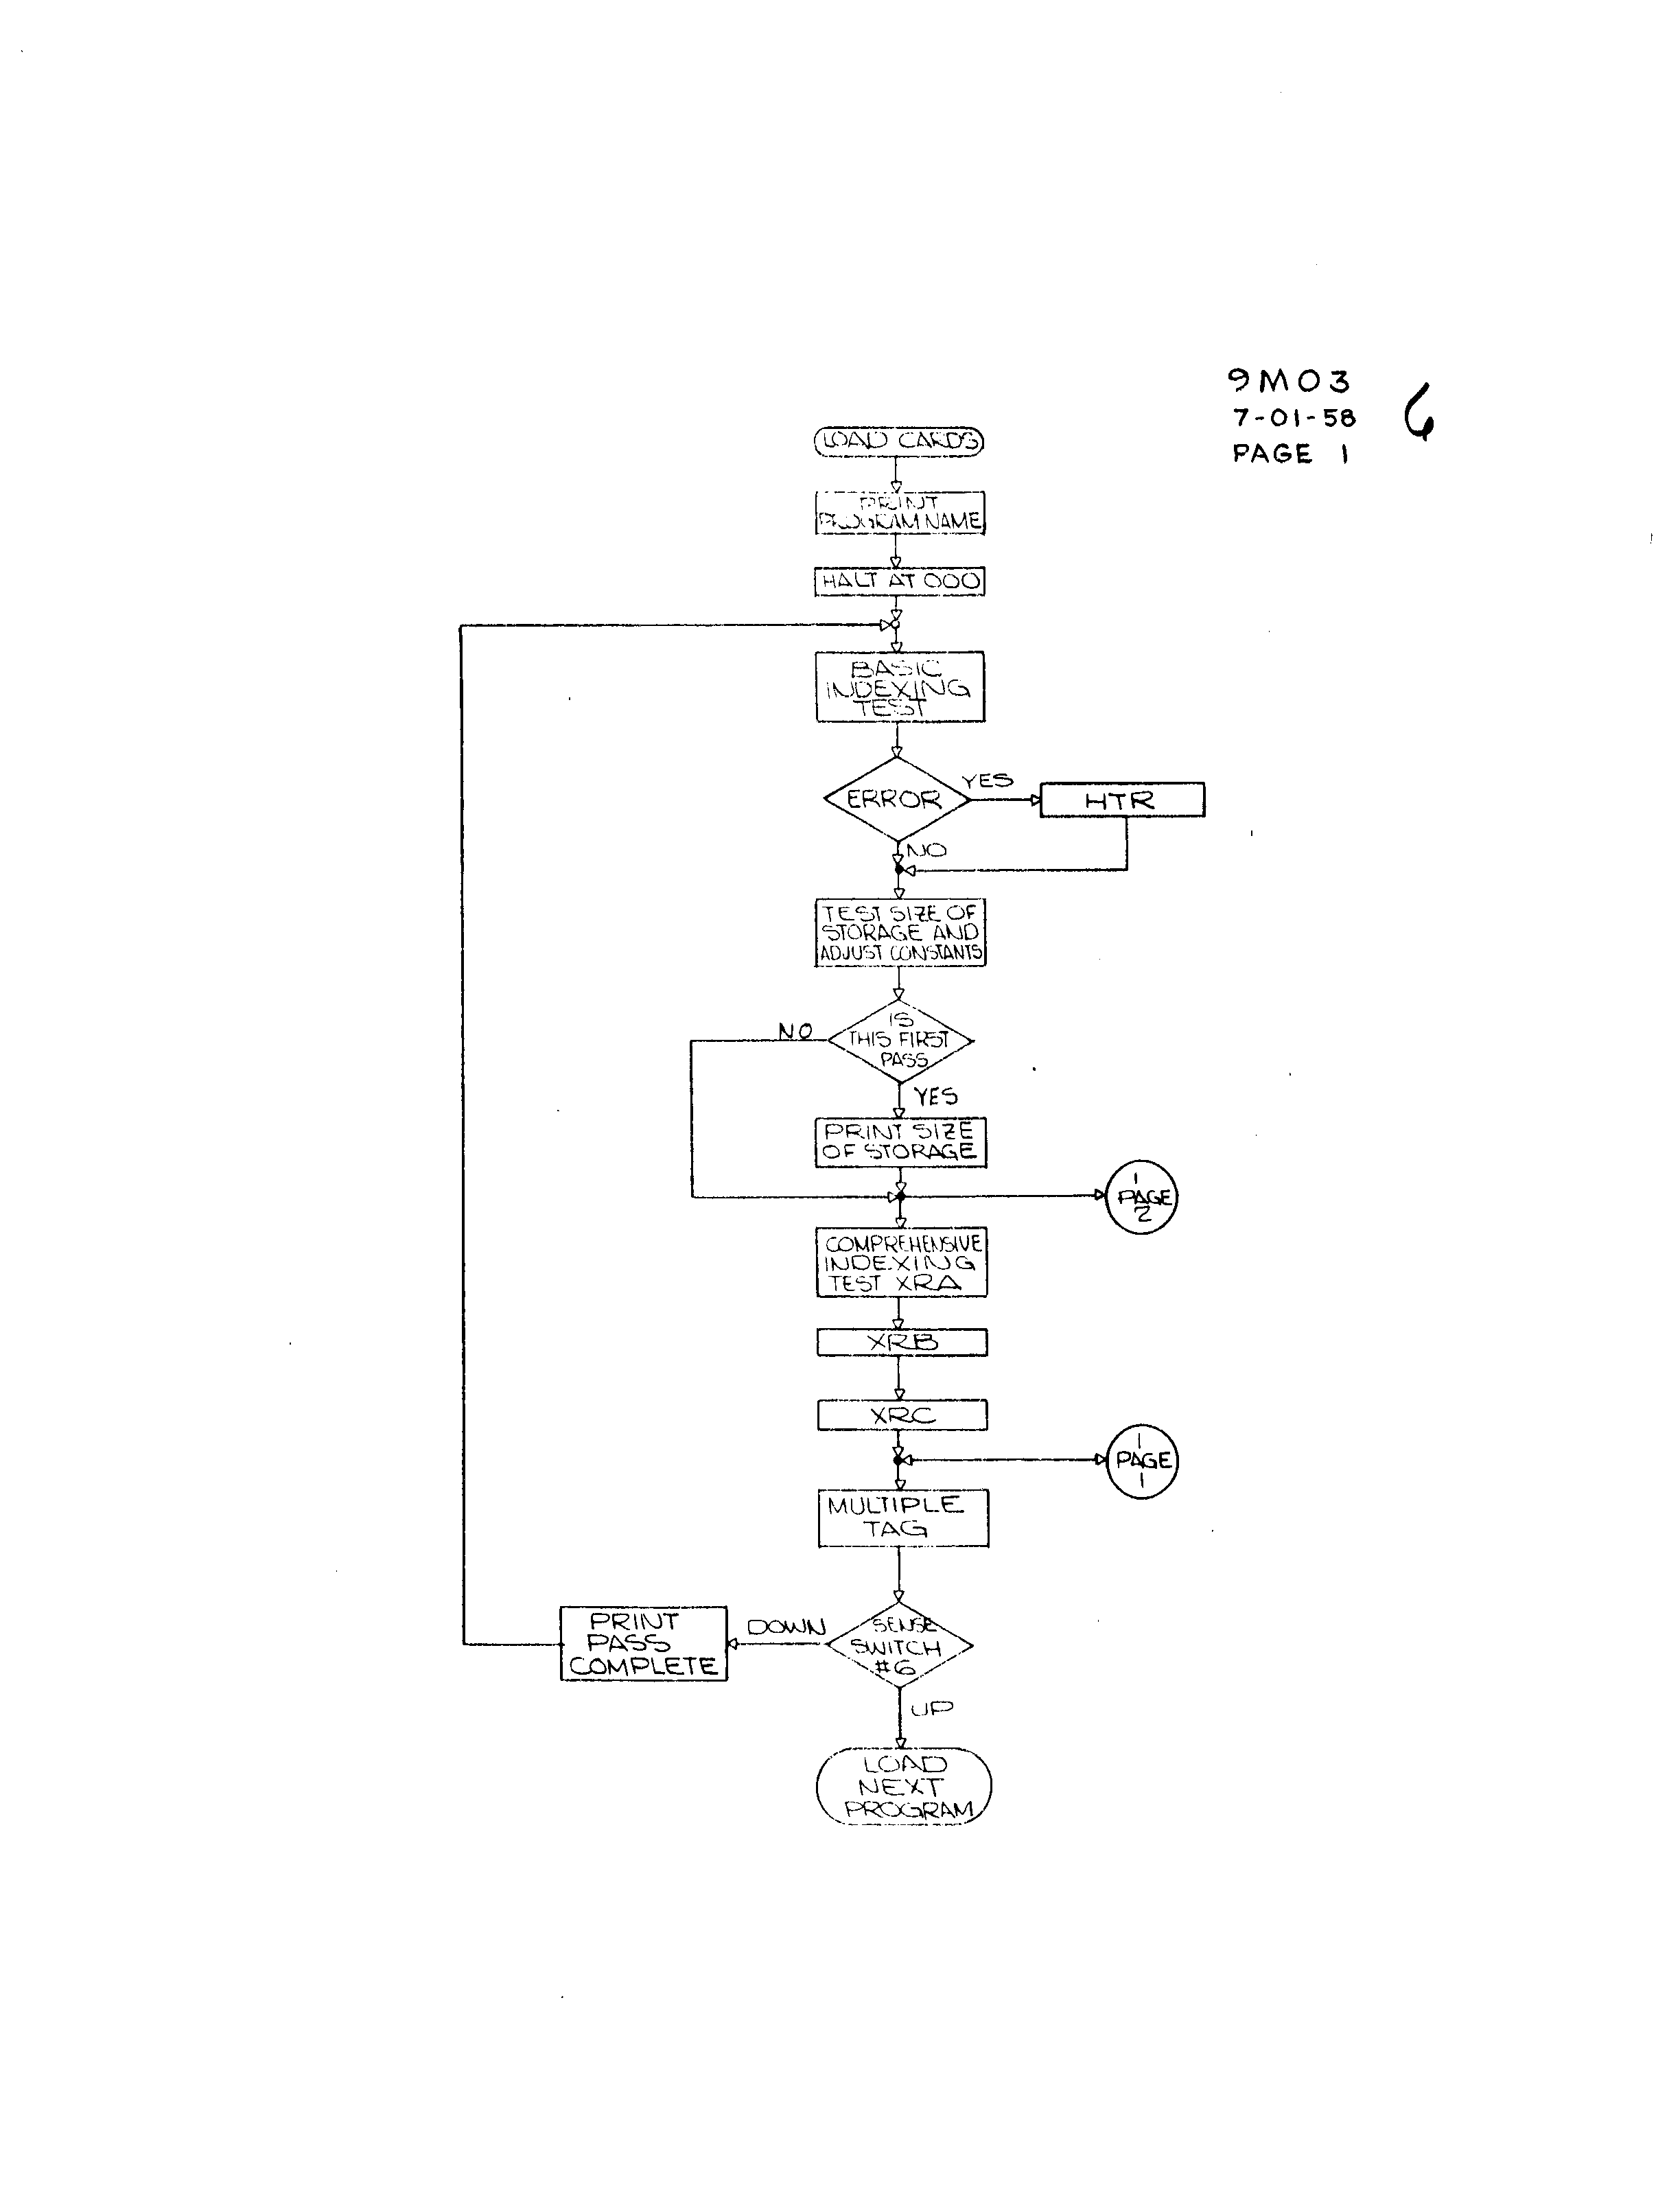 9M03
7-01-58
PAGE 1
6
LOAD CARDS
PRINT
PROGRAM NAME
HALT AT 000
BASIC
INDEXING
TEST
ERROR
YES
HTR
NO
TEST SIZE OF
STORAGE AND
ADJUST CONSTANTS
IS
THIS FIRST
PASS
NO
YES
PRINT SIZE
OF STORAGE
1
PAGE
2
COMPREHENSIVE
INDEXING
TEST XRA
XRB
XRC
1
PAGE
1
MULTIPLE
TAG
SENSE
SWITCH
#6
DOWN
PRINT
PASS
COMPLETE
UP
LOAD
NEXT
PROGRAM